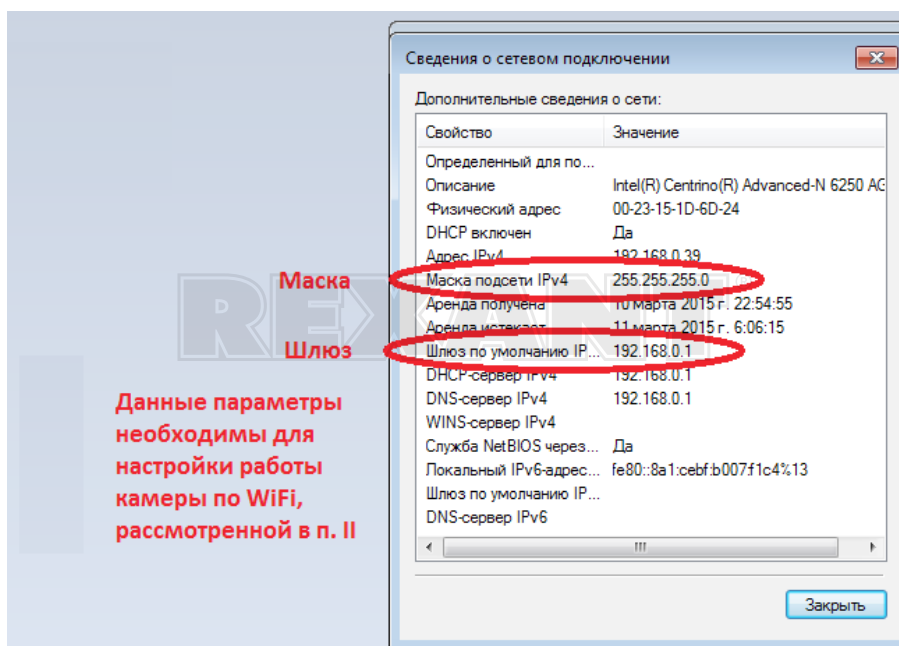 Сведения о сетевом подключении
Дополнительные сведения о сети:
Свойство Значение
Определенный для по...
Описание Intel(R) Centrino(R) Advanced-N 6250 AG
Физический адрес 00-23-15-1D-6D-24
DHCP включен Да
Адрес IPv4 192.168.0.39
Маска Маска подсети IPv4 255.255.255.0
Аренда получена 10 марта 2015 г. 22:54:55
Аренда истекает 11 марта 2015 г. 6:06:15
Шлюз Шлюз по умолчанию IP... 192.168.0.1
DHCP-сервер IPv4 192.168.0.1
DNS-сервер IPv4 192.168.0.1
WINS-сервер IPv4
Служба NetBIOS через... Да
Локальный IPv6-адрес... fe80::8a1:cebf:b007:f1c4%13
Шлюз по умолчанию IP...
DNS-сервер IPv6
Закрыть
Данные параметры
необходимы для
настройки работы
камеры по WiFi,
рассмотренной в п. II
REXANT